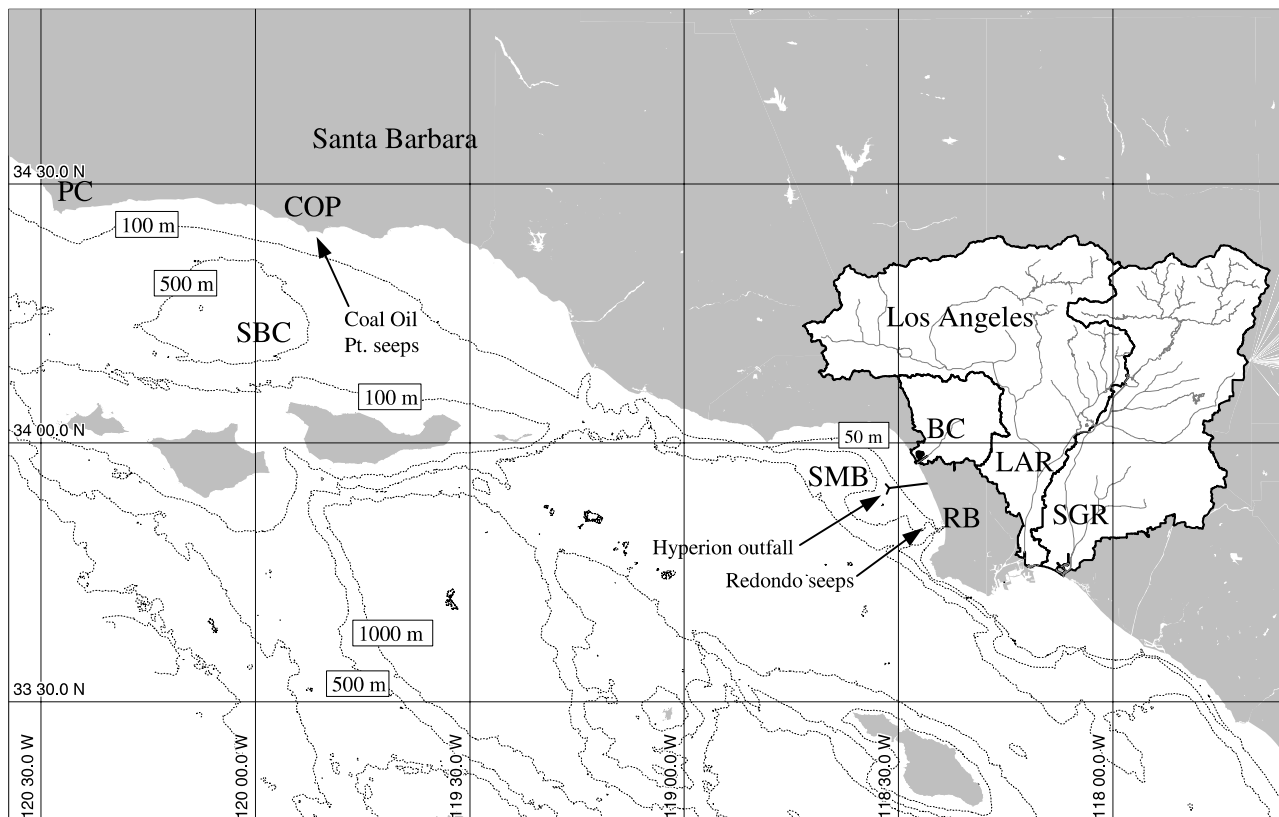 Santa Barbara
34 30.0 N
PC
COP
100 m
500 m
Coal Oil
Pt. seeps
SBC
Los Angeles
100 m
34 00.0 N
50 m
BC
LAR
SMB
SGR
RB
Hyperion outfall
Redondo seeps
1000 m
500 m
33 30.0 N
120 30.0 W
120 00.0 W
119 30.0 W
119 00.0 W
118 30.0 W
118 00.0 W